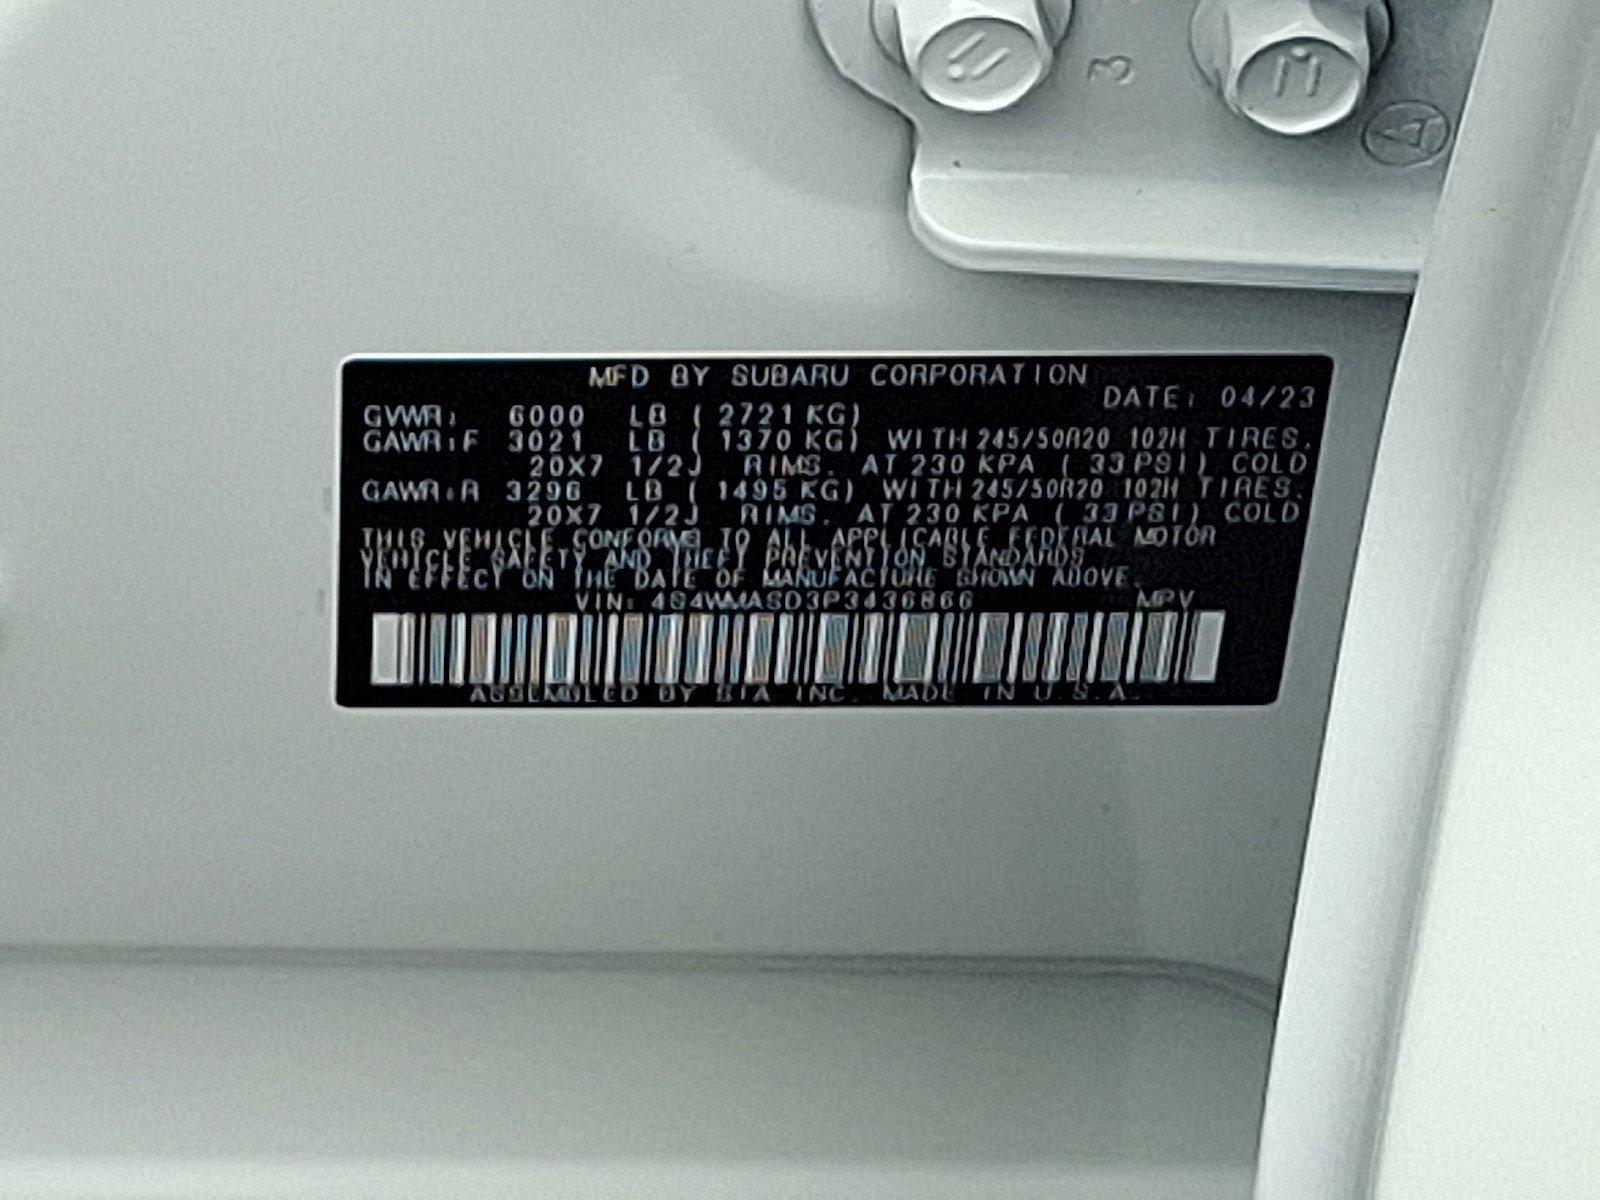 3
A
MFD BY SUBARU CORPORATION
DATE: 04/23
GVWR: 6000 LB ( 2721 KG)
GAWR:F 3021 LB ( 1370 KG) WITH 245/50R20 102H TIRES,
20X7 1/2J RIMS, AT 230 KPA ( 33 PSI) COLD
GAWR:R 3296 LB ( 1495 KG) WITH 245/50R20 102H TIRES,
20X7 1/2J RIMS, AT 230 KPA ( 33 PSI) COLD
THIS VEHICLE CONFORMS TO ALL APPLICABLE FEDERAL MOTOR
VEHICLE SAFETY AND THEFT PREVENTION STANDARDS
IN EFFECT ON THE DATE OF MANUFACTURE SHOWN ABOVE.
VIN: 4S4WMASD3P3436866 MPV
ASSEMBLED BY SIA INC. MADE IN U.S.A.